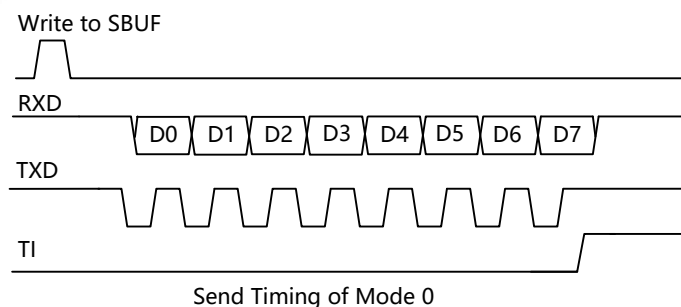 Write to SBUF
RXD
D0 D1 D2 D3 D4 D5 D6 D7
TXD
TI
Send Timing of Mode 0